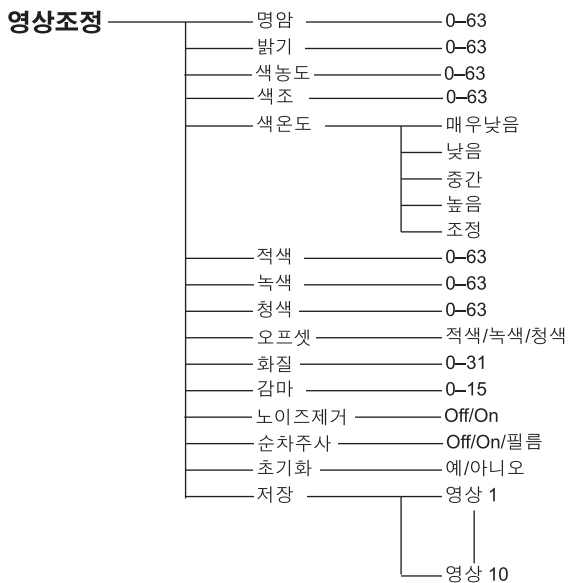 영상조정 명암 0–63
밝기 0–63
색농도 0–63
색조 0–63
색온도 매우낮음
낮음
중간
높음
조정
적색 0–63
녹색 0–63
청색 0–63
오프셋 적색/녹색/청색
화질 0–31
감마 0–15
노이즈제거 Off/On
순차주사 Off/On/필름
초기화 예/아니오
저장 영상 1
영상 10